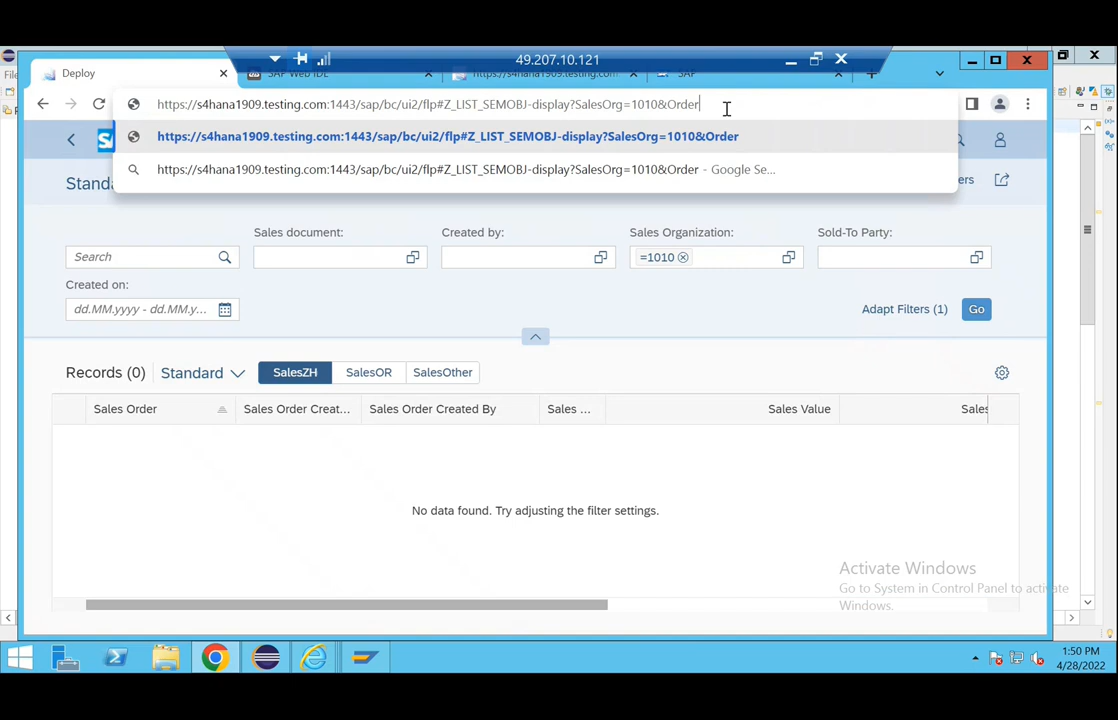 49.207.10.121
Deploy
SAP Web IDE
https://s4hana1909.testing.com
SAP
File
https://s4hana1909.testing.com:1443/sap/bc/ui2/flp#Z_LIST_SEMOBJ-display?SalesOrg=1010&Order
https://s4hana1909.testing.com:1443/sap/bc/ui2/flp#Z_LIST_SEMOBJ-display?SalesOrg=1010&Order
https://s4hana1909.testing.com:1443/sap/bc/ui2/flp#Z_LIST_SEMOBJ-display?SalesOrg=1010&Order - Google Se...
Standa
ers
Sales document:
Created by:
Sales Organization:
Sold-To Party:
Search
=1010
Created on:
dd.MM.yyyy - dd.MM.y...
Adapt Filters (1)
Go
Records (0)
Standard
SalesZH
SalesOR
SalesOther
Sales Order
Sales Order Creat...
Sales Order Created By
Sales ...
Sales Value
Sales
No data found. Try adjusting the filter settings.
Activate Windows
Go to System in Control Panel to activate
Windows.
1:50 PM
4/28/2022